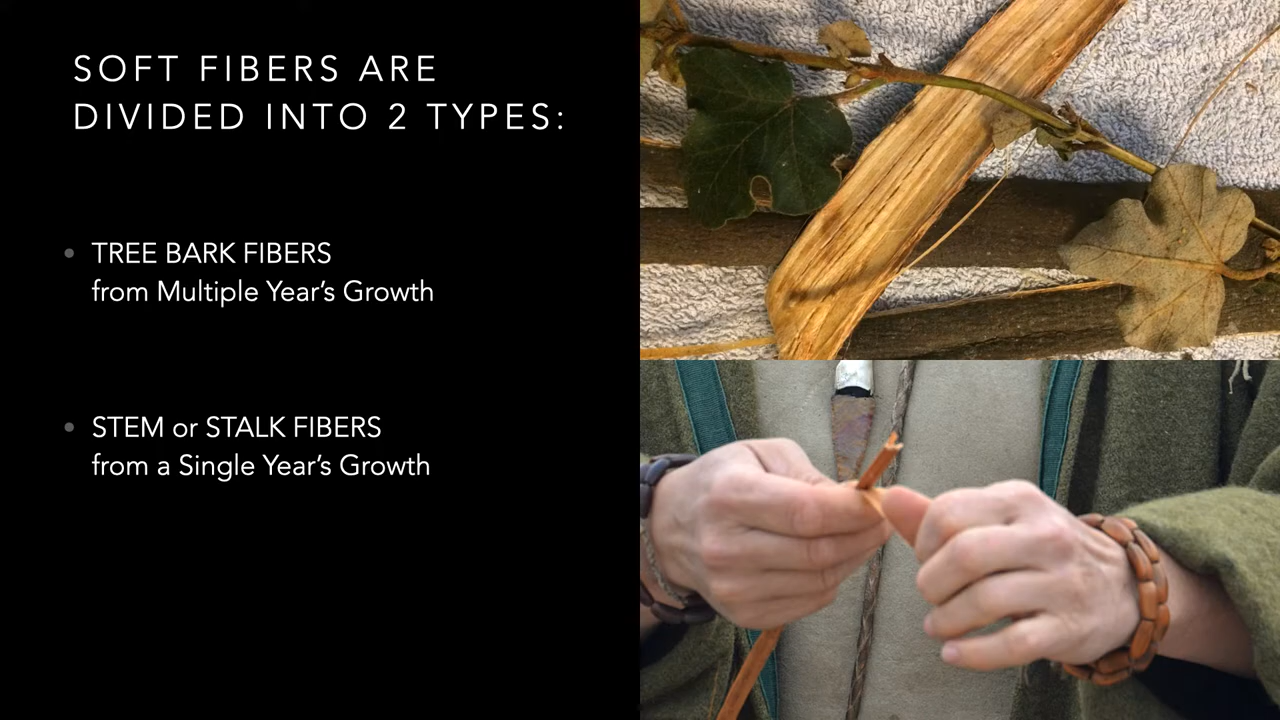 SOFT FIBERS ARE
DIVIDED INTO 2 TYPES:
• TREE BARK FIBERS
from Multiple Year’s Growth
• STEM or STALK FIBERS
from a Single Year’s Growth